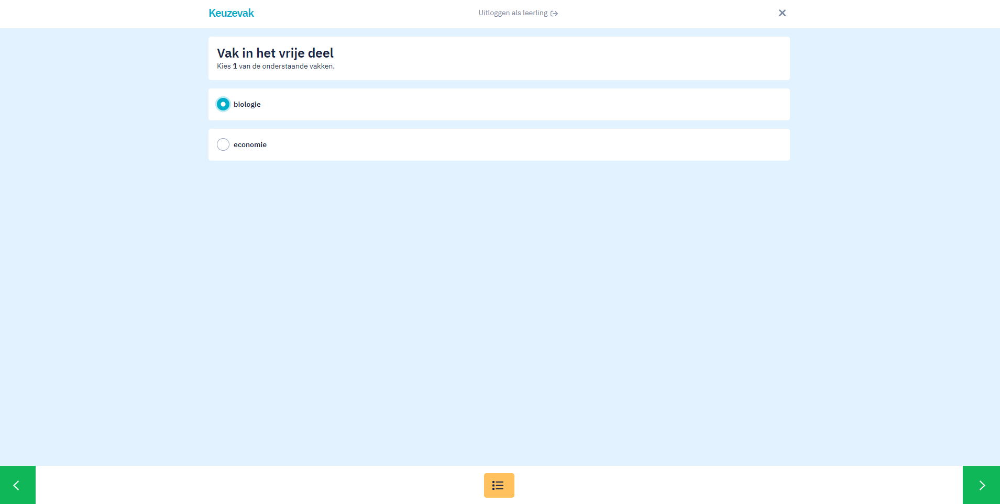 Keuzevak
Uitloggen als leerling
Vak in het vrije deel
Kies 1 van de onderstaande vakken.
biologie
economie